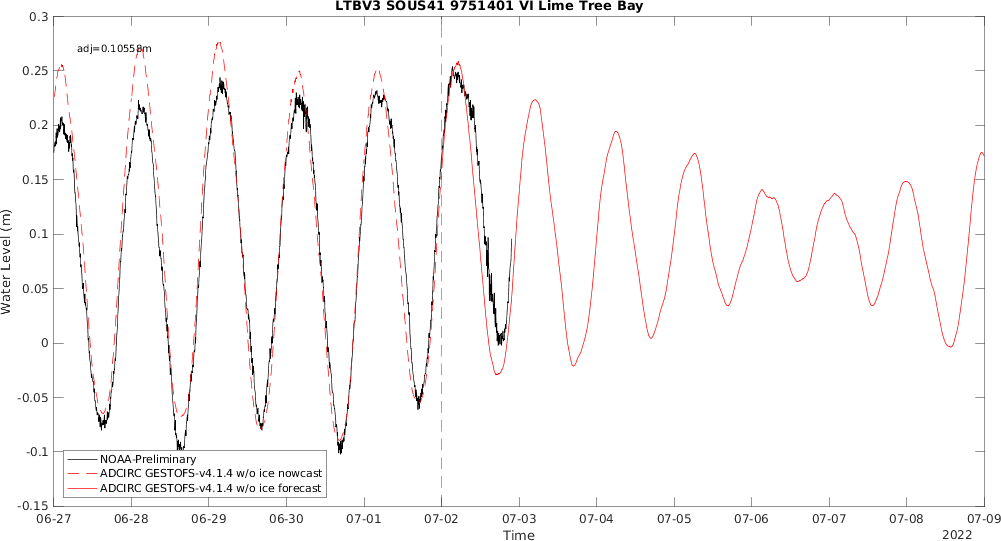 LTBV3 SOUS41 9751401 VI Lime Tree Bay
adj=0.10558m
Water Level (m)
0.3
0.25
0.2
0.15
0.1
0.05
0
-0.05
-0.1
-0.15
NOAA-Preliminary
ADCIRC GESTOFS-v4.1.4 w/o ice nowcast
ADCIRC GESTOFS-v4.1.4 w/o ice forecast
06-27 06-28 06-29 06-30 07-01 07-02 07-03 07-04 07-05 07-06 07-07 07-08 07-09
Time
2022